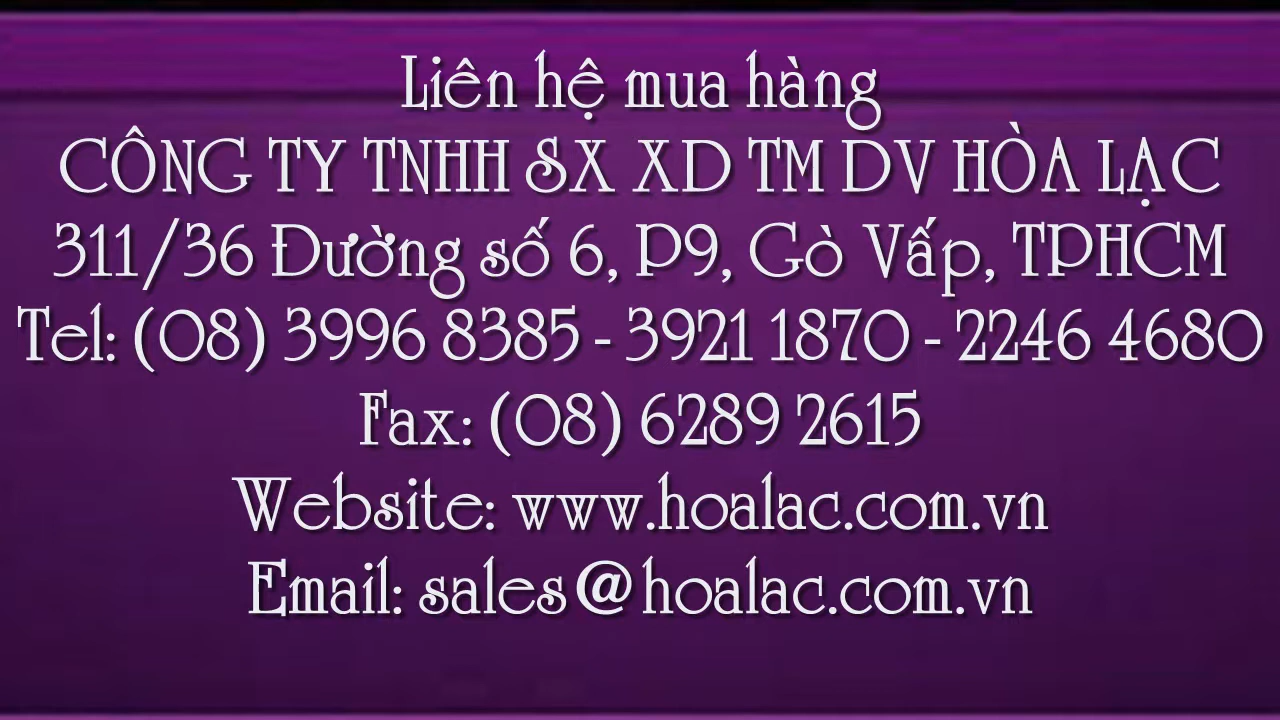 Liên hệ mua hàng
CÔNG TY TNHH SX XD TM DV HÒA LẠC
311/36 Đường số 6, P9, Gò Vấp, TPHCM
Tel: (08) 3996 8385 - 3921 1870 - 2246 4680
Fax: (08) 6289 2615
Website: www.hoalac.com.vn
Email: sales@hoalac.com.vn